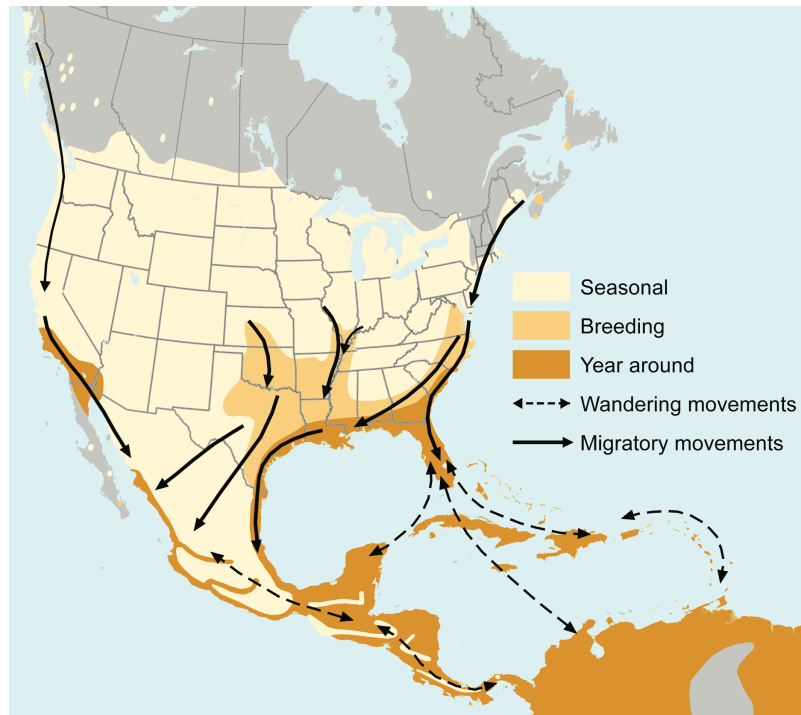 Seasonal
Breeding
Year around
Wandering movements
Migratory movements